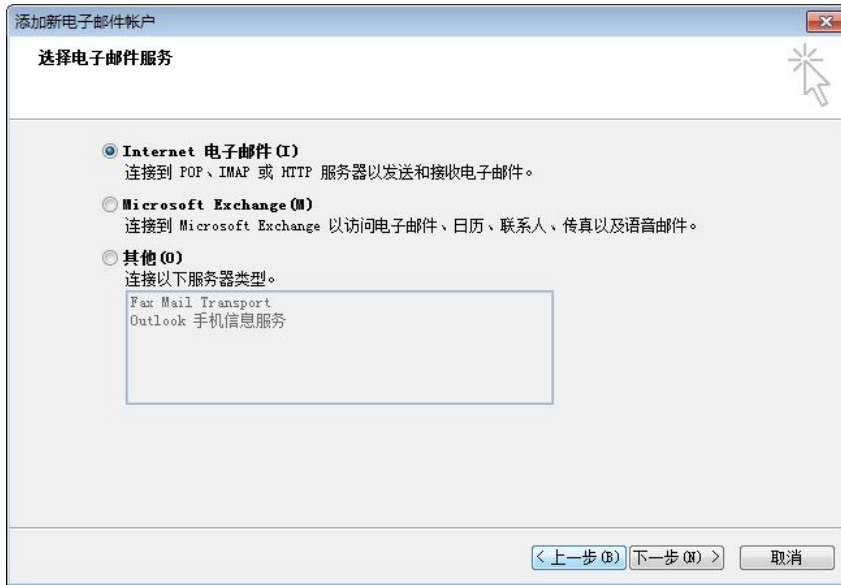 添加新电子邮件帐户
选择电子邮件服务
Internet 电子邮件(I)
连接到 POP、IMAP 或 HTTP 服务器以发送和接收电子邮件。
Microsoft Exchange(M)
连接到 Microsoft Exchange 以访问电子邮件、日历、联系人、传真以及语音邮件。
其他(O)
连接以下服务器类型。
Fax Mail Transport
Outlook 手机信息服务
< 上一步(B) 下一步(N) > 取消